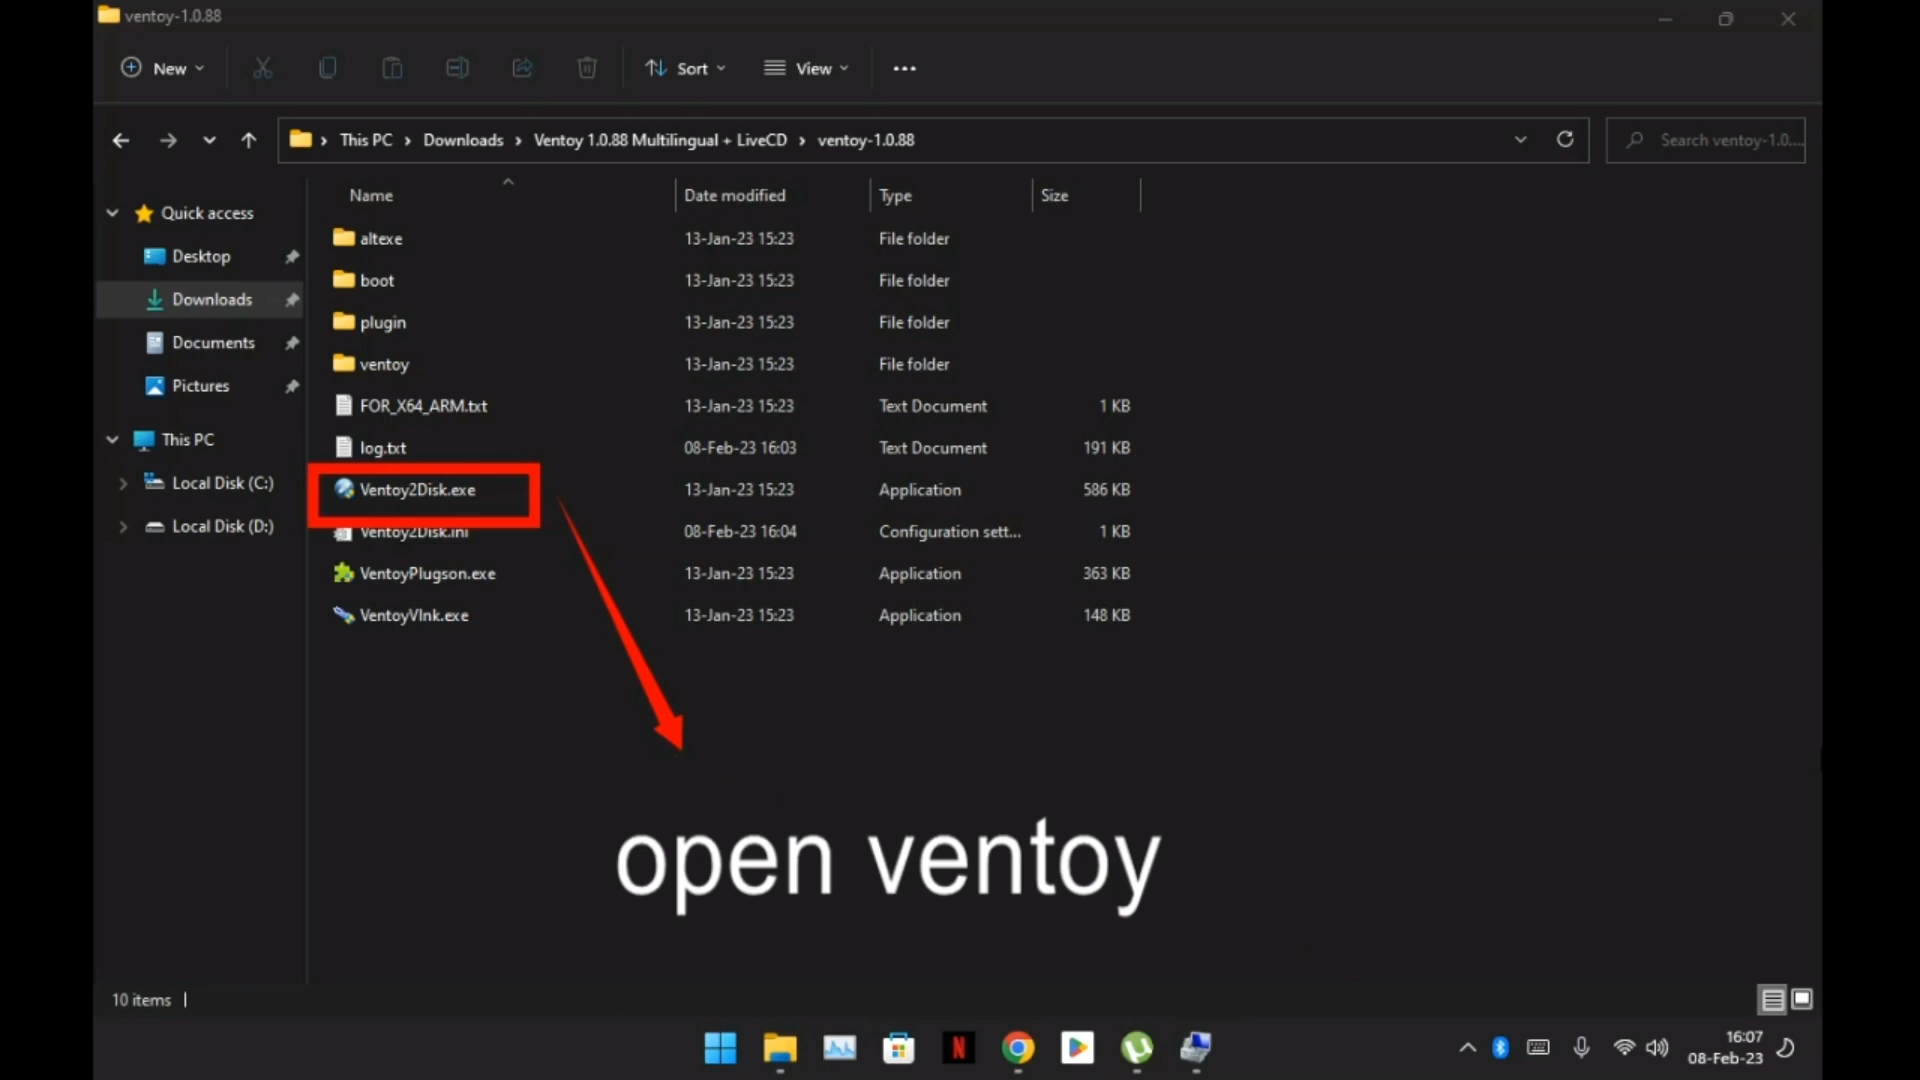 ventoy-1.0.88
New Sort View
This PC Downloads Ventoy 1.0.88 Multilingual + LiveCD ventoy-1.0.88 Search ventoy-1.0....
Name Date modified Type Size
Quick access
Desktop
Downloads
Documents
Pictures
This PC
Local Disk (C:)
Local Disk (D:)
altexe 13-Jan-23 15:23 File folder
boot 13-Jan-23 15:23 File folder
plugin 13-Jan-23 15:23 File folder
ventoy 13-Jan-23 15:23 File folder
FOR_X64_ARM.txt 13-Jan-23 15:23 Text Document 1 KB
log.txt 08-Feb-23 16:03 Text Document 191 KB
Ventoy2Disk.exe 13-Jan-23 15:23 Application 586 KB
Ventoy2Disk.ini 08-Feb-23 16:04 Configuration sett... 1 KB
VentoyPlugson.exe 13-Jan-23 15:23 Application 363 KB
VentoyVlnk.exe 13-Jan-23 15:23 Application 148 KB
open ventoy
10 items
N
16:07
08-Feb-23